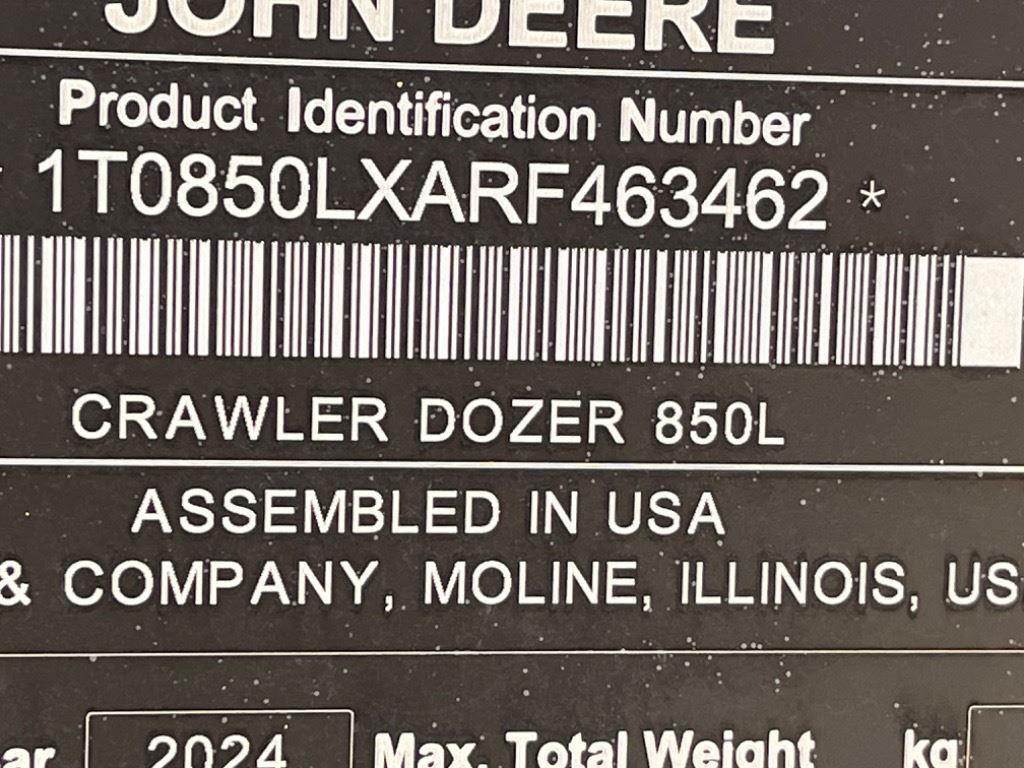 JOHN DEERE
Product Identification Number
1T0850LXARF463462 *
CRAWLER DOZER 850L
ASSEMBLED IN USA
& COMPANY, MOLINE, ILLINOIS, US
ar 2024 Max. Total Weight kg